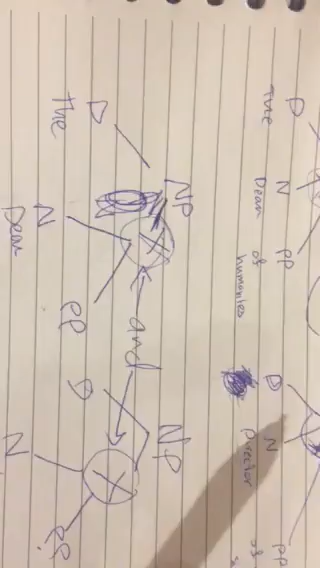 D N PP D N PP
The Dean of Director of
humanities
NP NP
X and X
D D
The N PP N PP
Dean